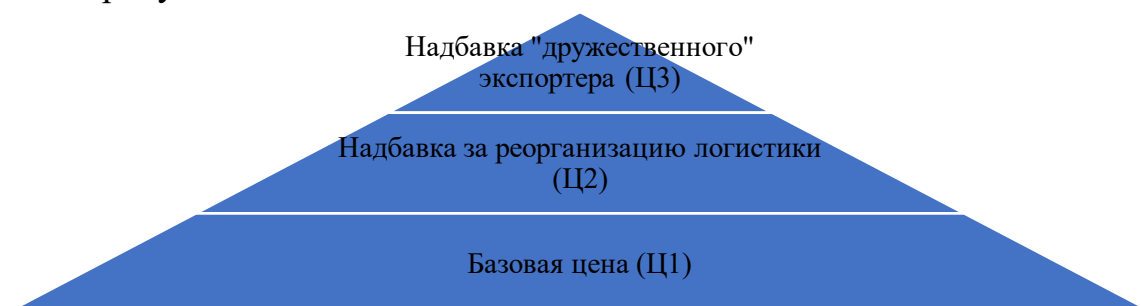 Надбавка "дружественного"
экспортера (Ц3)
Надбавка за реорганизацию логистики
(Ц2)
Базовая цена (Ц1)